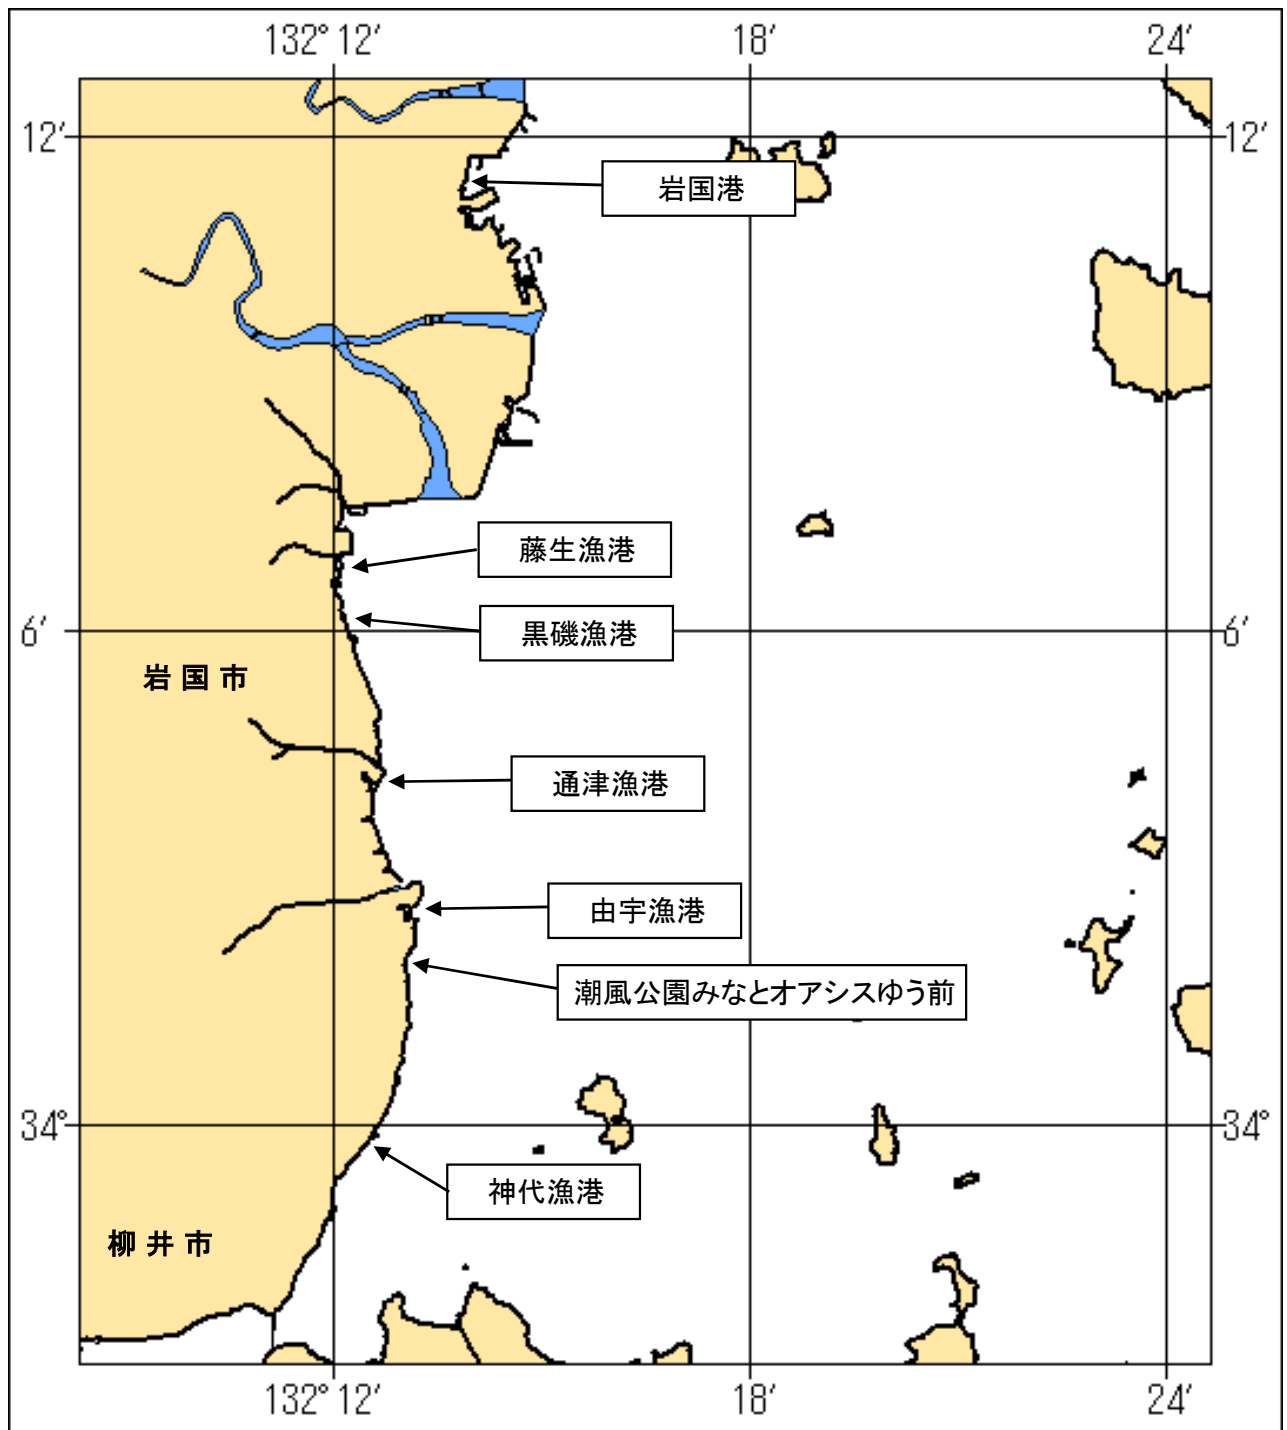 132° 12′ 18′ 24′
12′ 12′
岩国港
藤生漁港
黒磯漁港
6′ 6′
岩国市
通津漁港
由宇漁港
潮風公園みなとオアシスゆう前
34° 34°
神代漁港
柳井市
132° 12′ 18′ 24′